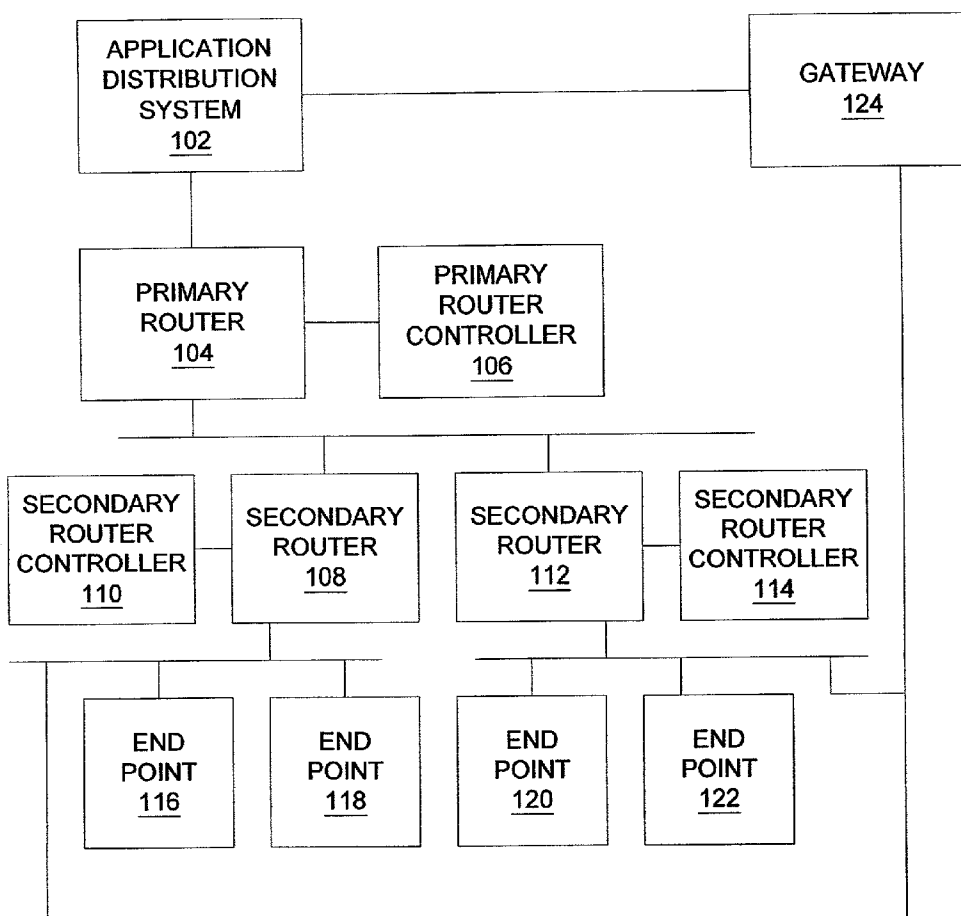 APPLICATION
DISTRIBUTION
SYSTEM
102
GATEWAY
124
PRIMARY
ROUTER
104
PRIMARY
ROUTER
CONTROLLER
106
SECONDARY
ROUTER
CONTROLLER
110
SECONDARY
ROUTER
108
SECONDARY
ROUTER
112
SECONDARY
ROUTER
CONTROLLER
114
END
POINT
116
END
POINT
118
END
POINT
120
END
POINT
122